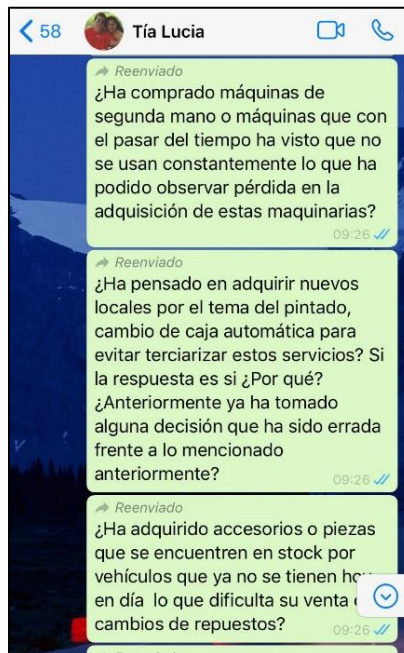 58
Tía Lucia
Reenviado
¿Ha comprado máquinas de
segunda mano o máquinas que con
el pasar del tiempo ha visto que no
se usan constantemente lo que ha
podido observar pérdida en la
adquisición de estas maquinarias?
09:26
Reenviado
¿Ha pensado en adquirir nuevos
locales por el tema del pintado,
cambio de caja automática para
evitar terciarizar estos servicios? Si
la respuesta es si ¿Por qué?
¿Anteriormente ya ha tomado
alguna decisión que ha sido errada
frente a lo mencionado
anteriormente?
09:26
Reenviado
¿Ha adquirido accesorios o piezas
que se encuentren en stock por
vehículos que ya no se tienen hoy
en día lo que dificulta su venta
cambios de repuestos?
09:26
Reenviado